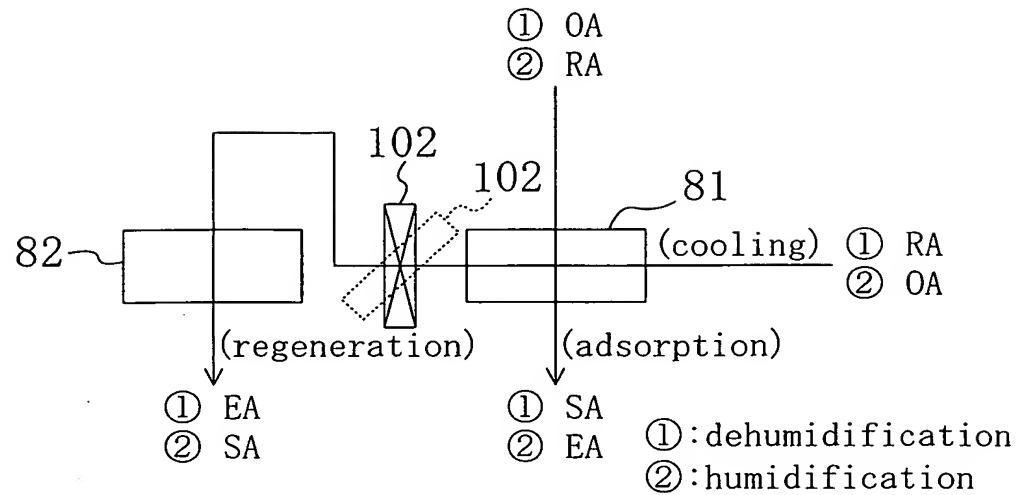 ① OA
② RA
102
102
81
82
(cooling)
① RA
② OA
(regeneration)
(adsorption)
① EA
② SA
① SA
② EA
①:dehumidification
②:humidification